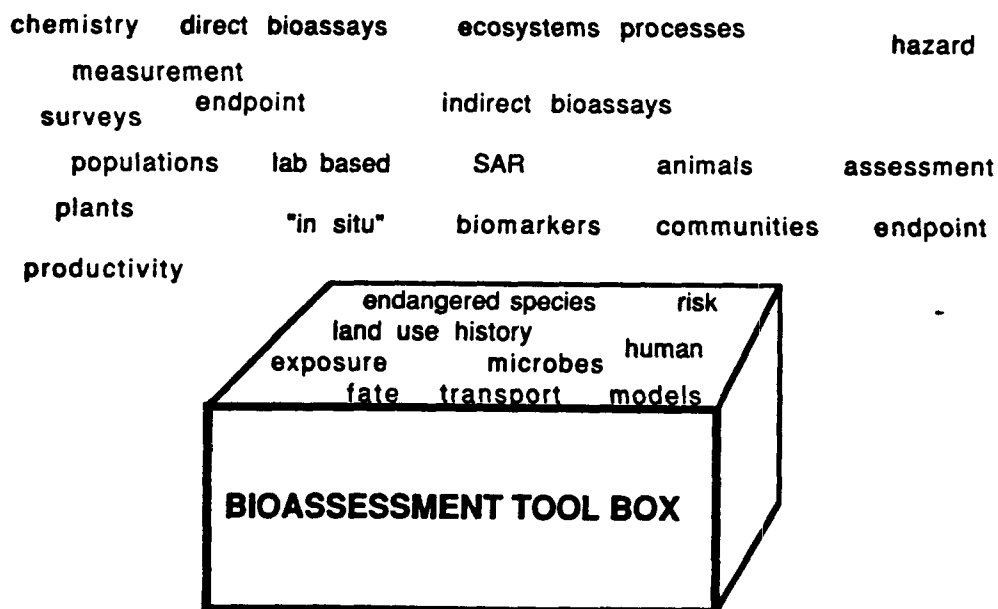 chemistry direct bioassays ecosystems processes hazard
measurement
surveys endpoint indirect bioassays
populations lab based SAR animals assessment
plants "in situ" biomarkers communities endpoint
productivity
endangered species risk
land use history
exposure microbes human
fate transport models
BIOASSESSMENT TOOL BOX